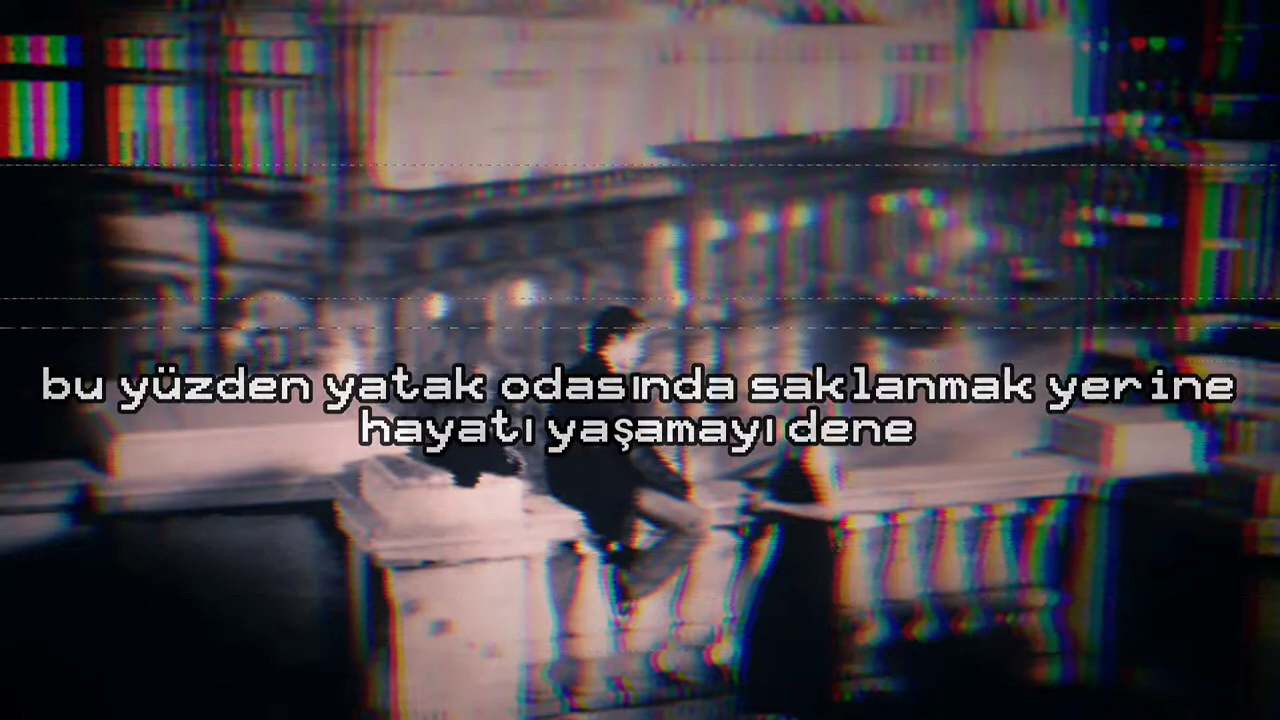 bu yüzden yatak odasında saklanmak yerine
hayatı yaşamayı dene